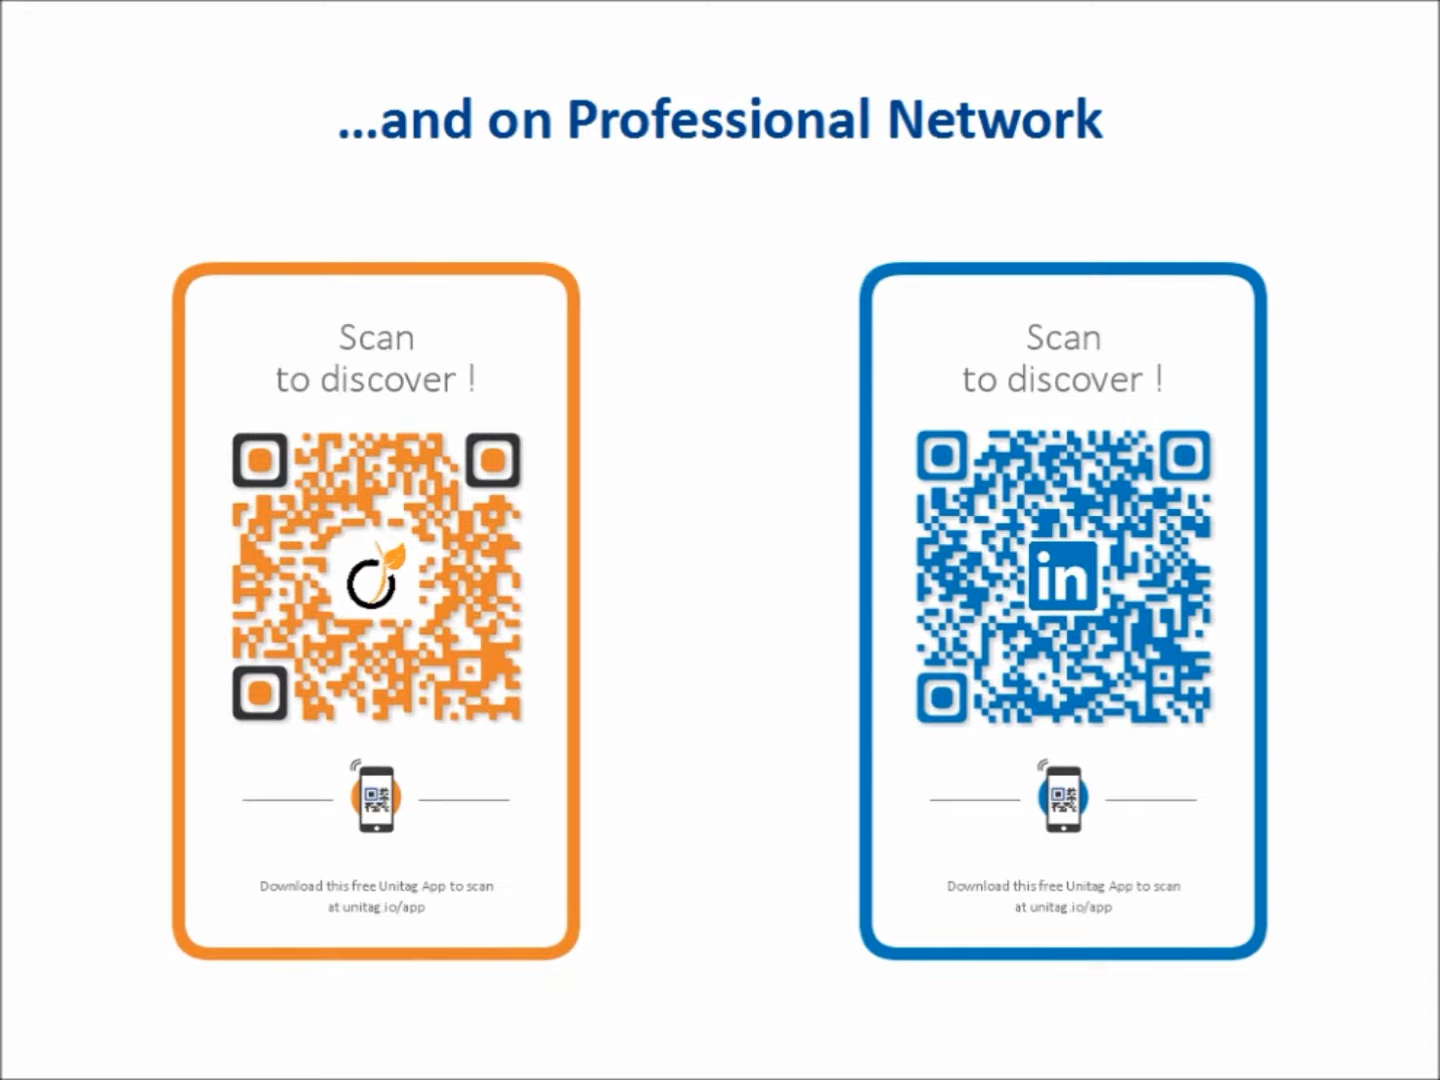 ...and on Professional Network
Scan
to discover !
in
Download this free Unitag App to scan
at unitag.io/app
Scan
to discover !
Download this free Unitag App to scan
at unitag.io/app